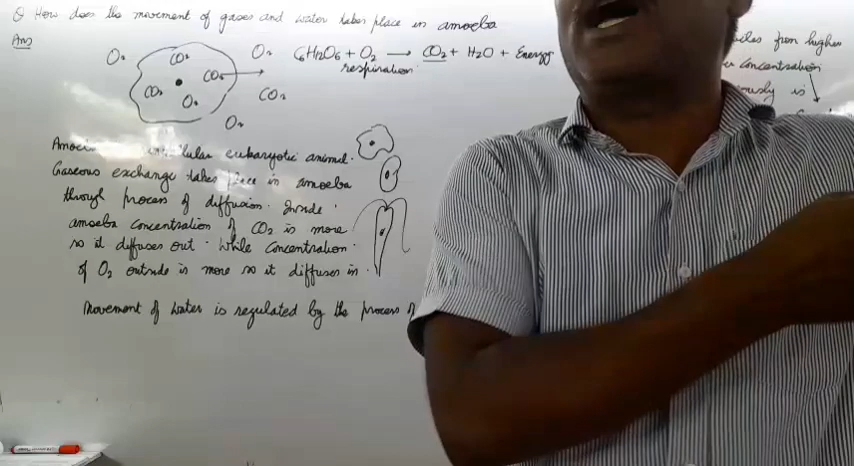 Q How does the movement of gases and water takes place in amoeba
Ans
O₂ CO₂ O₂
CO₂ CO₂ O₂ CO₂
O₂
C₆H₁₂O₆ + O₂ → CO₂ + H₂O + Energy
respiration
eukaryotic animal.
Gaseous exchange takes place in amoeba
through process of diffusion. Inside
amoeba concentration of CO₂ is more
so it diffuses out. While concentration
of O₂ outside is more so it diffuses in.
Movement of water is regulated by the process of
from higher
concentration
is